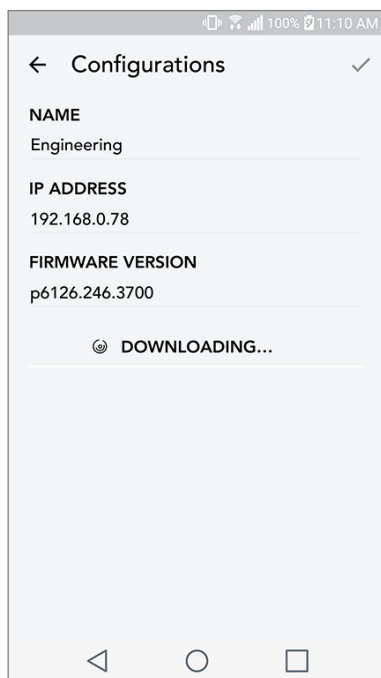 100% 11:10 AM
Configurations
NAME
Engineering
IP ADDRESS
192.168.0.78
FIRMWARE VERSION
p6126.246.3700
DOWNLOADING...